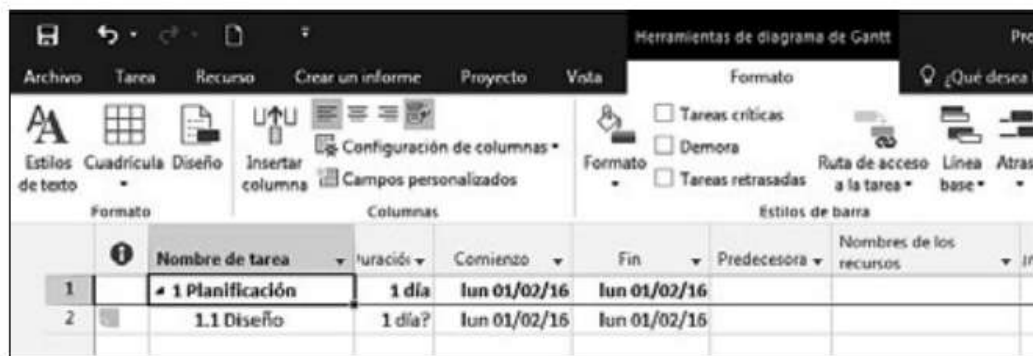 Herramientas de diagrama de Gantt Pro
Archivo Tarea Recurso Crear un informe Proyecto Vista Formato ¿Qué desea
Tareas críticas
Demora
Tareas retrasadas
Estilos de texto
Cuadrícula
Diseño
Formato
Insertar columna
Configuración de columnas
Campos personalizados
Columnas
Formato
Ruta de acceso a la tarea
Línea base
Atras
Estilos de barra
Nombre de tarea uración Comienzo Fin Predecesora Nombres de los recursos
1 1 Planificación 1 día lun 01/02/16 lun 01/02/16
2 1.1 Diseño 1 día? lun 01/02/16 lun 01/02/16